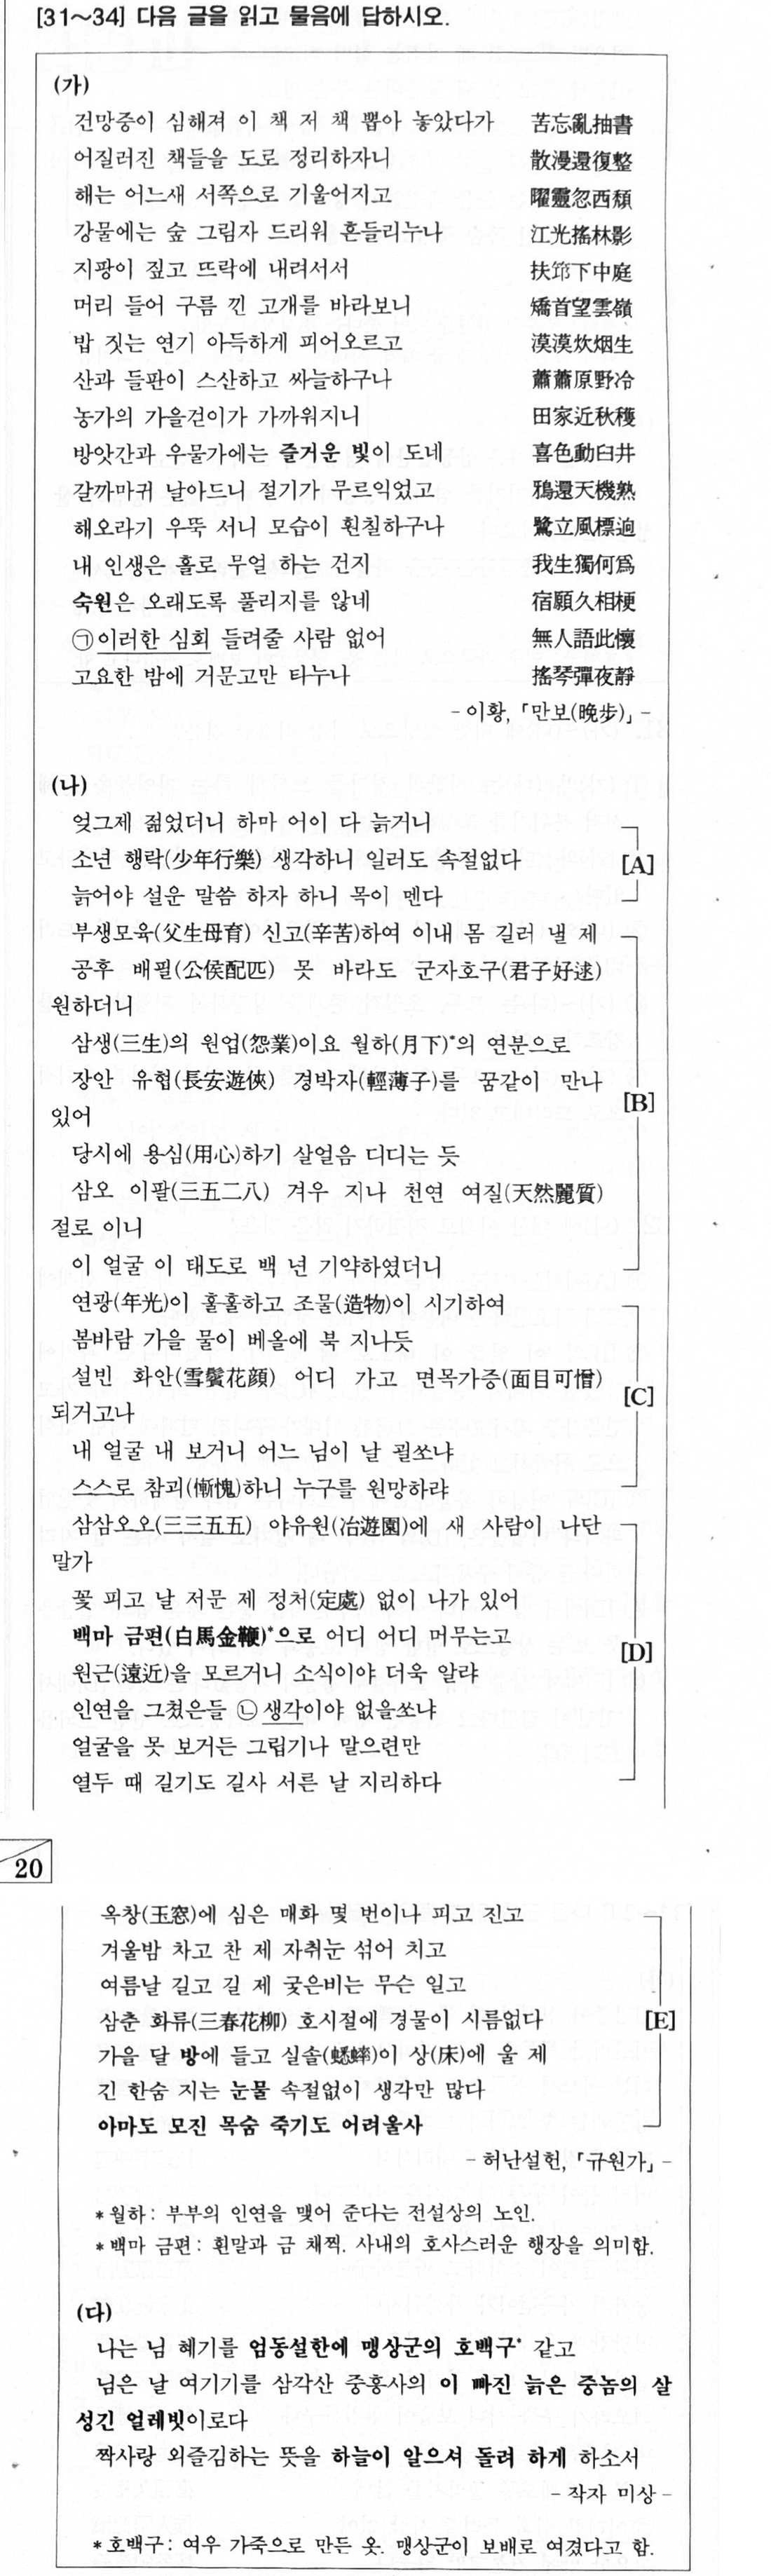 [31～34] 다음 글을 읽고 물음에 답하시오.
(가)
건망증이 심해져 이 책 저 책 뽑아 놓았다가 苦忘亂抽書
어질러진 책들을 도로 정리하자니 散漫還復整
해는 어느새 서쪽으로 기울어지고 曜靈忽西頹
강물에는 숲 그림자 드리워 흔들리누나 江光搖林影
지팡이 짚고 뜨락에 내려서서 扶筇下中庭
머리 들어 구름 낀 고개를 바라보니 矯首望雲嶺
밥 짓는 연기 아득하게 피어오르고 漠漠炊烟生
산과 들판이 스산하고 싸늘하구나 蕭蕭原野冷
농가의 가을걷이가 가까워지니 田家近秋穫
방앗간과 우물가에는 즐거운 빛이 도네 喜色動臼井
갈까마귀 날아드니 절기가 무르익었고 鴉還天機熟
해오라기 우뚝 서니 모습이 훤칠하구나 鷺立風標逈
내 인생은 홀로 무얼 하는 건지 我生獨何爲
숙원은 오래도록 풀리지를 않네 宿願久相梗
㉠이러한 심회 들려줄 사람 없어 無人語此懷
고요한 밤에 거문고만 타누나 搖琴彈夜靜
- 이황, 「만보(晩步)」-
(나)
엊그제 젊었더니 하마 어이 다 늙거니
소년 행락(少年行樂) 생각하니 일러도 속절없다 [A]
늙어야 설운 말씀 하자 하니 목이 멘다
부생모육(父生母育) 신고(辛苦)하여 이내 몸 길러 낼 제
공후 배필(公侯配匹) 못 바라도 군자호구(君子好逑)
원하더니
삼생(三生)의 원업(怨業)이요 월하(月下)*의 연분으로
장안 유협(長安遊俠) 경박자(輕薄子)를 꿈같이 만나 [B]
있어
당시에 용심(用心)하기 살얼음 디디는 듯
삼오 이팔(三五二八) 겨우 지나 천연 여질(天然麗質)
절로 이니
이 얼굴 이 태도로 백 년 기약하였더니
연광(年光)이 훌훌하고 조물(造物)이 시기하여
봄바람 가을 물이 베올에 북 지나듯
설빈 화안(雪鬢花顔) 어디 가고 면목가증(面目可憎) [C]
되거고나
내 얼굴 내 보거니 어느 님이 날 괼쏘냐
스스로 참괴(慚愧)하니 누구를 원망하랴
삼삼오오(三三五五) 야유원(冶遊園)에 새 사람이 나단
말가
꽃 피고 날 저문 제 정처(定處) 없이 나가 있어
백마 금편(白馬金鞭)*으로 어디 어디 머무는고 [D]
원근(遠近)을 모르거니 소식이야 더욱 알랴
인연을 그쳤은들 ㉡생각이야 없을쏘냐
얼굴을 못 보거든 그립기나 말으련만
열두 때 길기도 길사 서른 날 지리하다
20
옥창(玉窓)에 심은 매화 몇 번이나 피고 진고
겨울밤 차고 찬 제 자취눈 섞어 치고
여름날 길고 길 제 궂은비는 무슨 일고
삼춘 화류(三春花柳) 호시절에 경물이 시름없다 [E]
가을 달 방에 들고 실솔(蟋蟀)이 상(床)에 울 제
긴 한숨 지는 눈물 속절없이 생각만 많다
아마도 모진 목숨 죽기도 어려울사
- 허난설헌, 「규원가」 -
*월하: 부부의 인연을 맺어 준다는 전설상의 노인.
*백마 금편: 흰말과 금 채찍. 사내의 호사스러운 행장을 의미함.
(다)
나는 님 혜기를 엄동설한에 맹상군의 호백구* 같고
님은 날 여기기를 삼각산 중흥사의 이 빠진 늙은 중놈의 살
성긴 얼레빗이로다
짝사랑 외즐김하는 뜻을 하늘이 알으셔 돌려 하게 하소서
- 작자 미상 -
*호백구: 여우 가죽으로 만든 옷. 맹상군이 보배로 여겼다고 함.